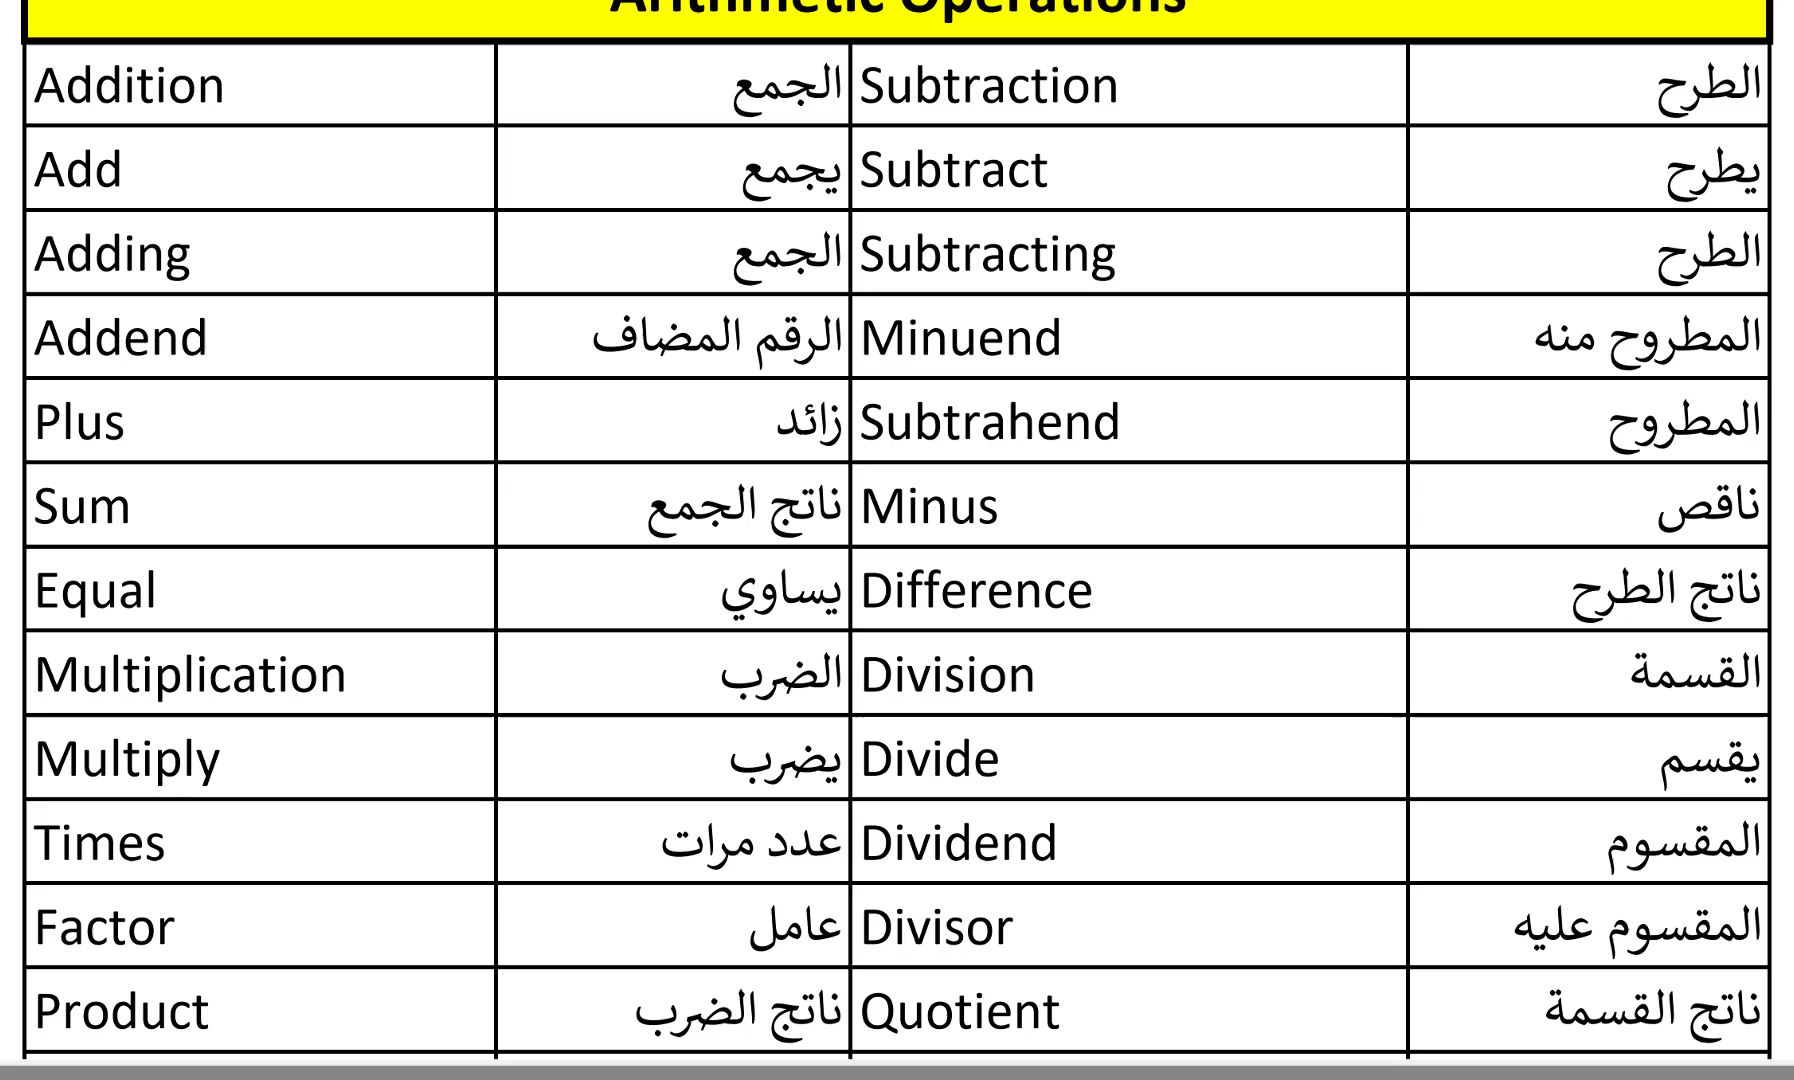 Arithmetic Operations
Addition الجمع Subtraction الطرح
Add يجمع Subtract يطرح
Adding الجمع Subtracting الطرح
Addend الرقم المضاف Minuend المطروح منه
Plus زائد Subtrahend المطروح
Sum ناتج الجمع Minus ناقص
Equal يساوي Difference ناتج الطرح
Multiplication الضرب Division القسمة
Multiply يضرب Divide يقسم
Times عدد مرات Dividend المقسوم
Factor عامل Divisor المقسوم عليه
Product ناتج الضرب Quotient ناتج القسمة